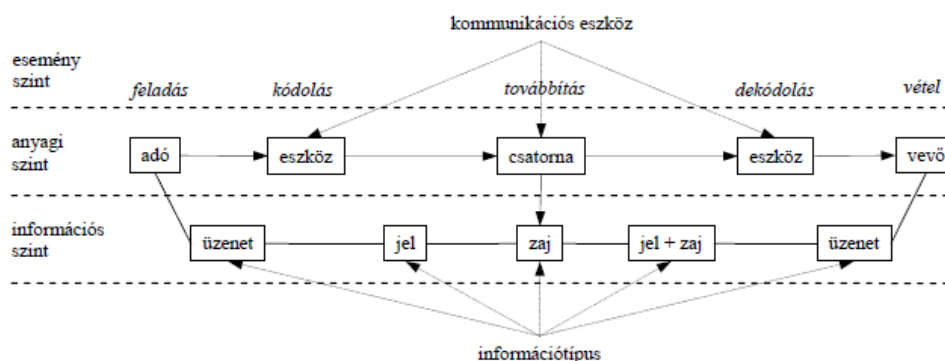 kommunikációs eszköz
esemény
szint
feladás kódolás továbbítás dekódolás vétel
anyagi
szint
adó eszköz csatorna eszköz vevő
információs
szint
üzenet jel zaj jel + zaj üzenet
információtípus